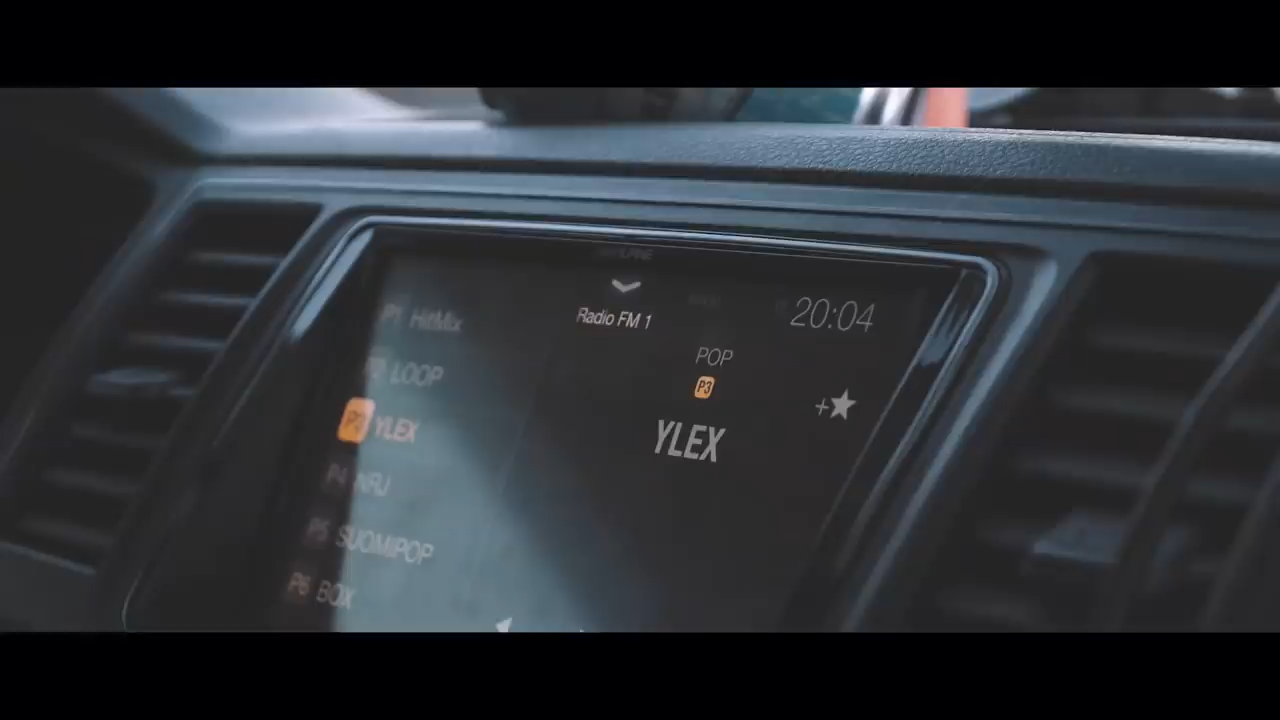 Radio FM 1
20:04
P1 HitMix
POP
P3
LOOP
P3 YLEX
YLEX
P4 NRJ
P5 SUOMIPOP
P6 BOX